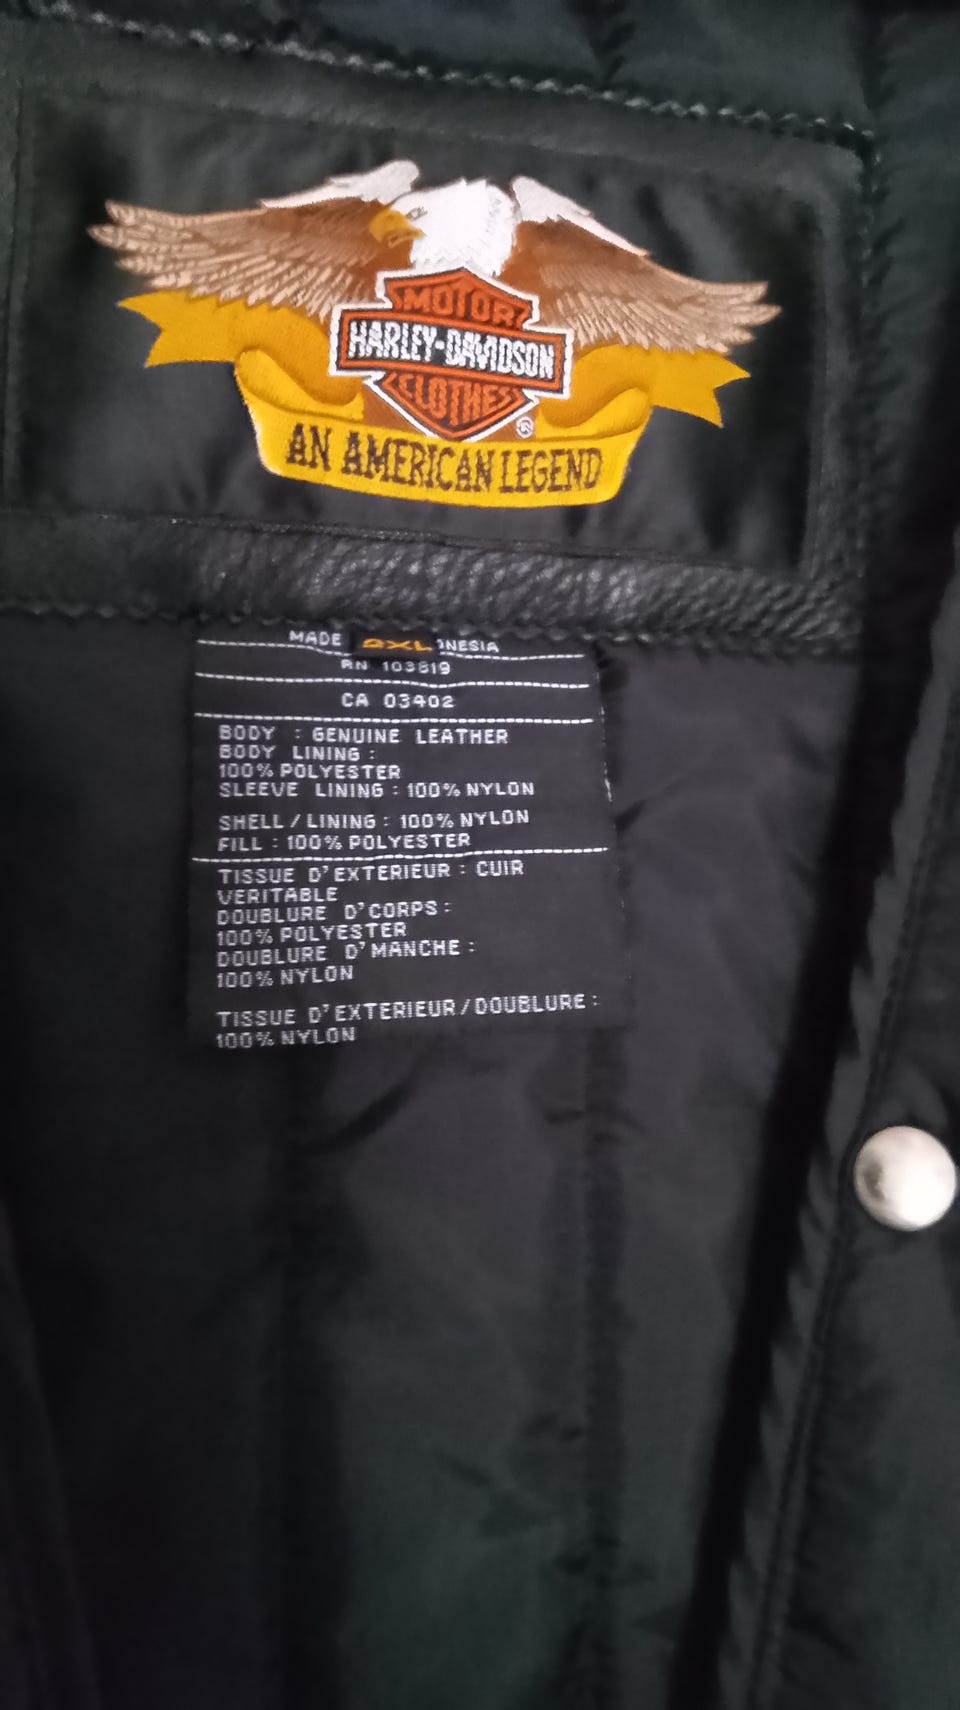 MOTOR
HARLEY-DAVIDSON
CLOTHES
®
AN AMERICAN LEGEND
MADE 2XL NESIA
RN 103819
CA 03402
BODY : GENUINE LEATHER
BODY LINING :
100% POLYESTER
SLEEVE LINING : 100% NYLON
SHELL / LINING : 100% NYLON
FILL : 100% POLYESTER
TISSUE D'EXTERIEUR : CUIR
VERITABLE
DOUBLURE D'CORPS :
100% POLYESTER
DOUBLURE D'MANCHE :
100% NYLON
TISSUE D'EXTERIEUR / DOUBLURE :
100% NYLON